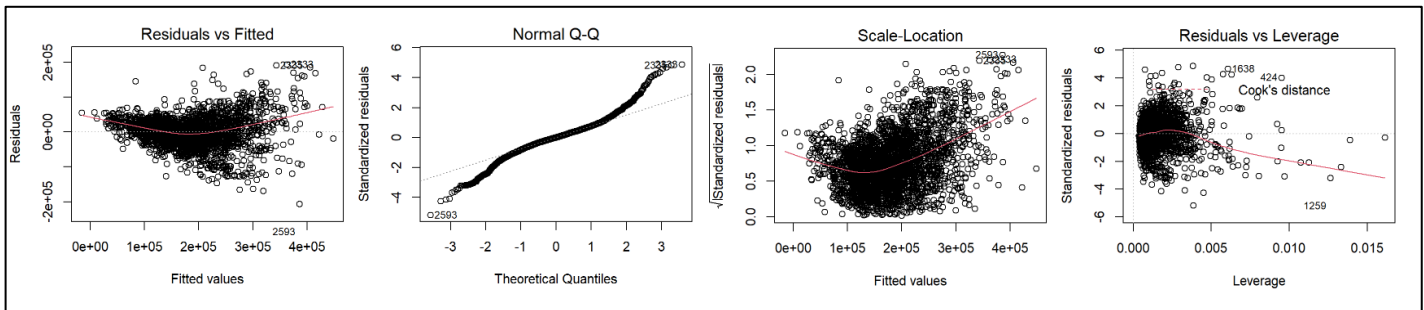 Residuals vs Fitted
Residuals
2e+05
0e+00
-2e+05
2593
0e+00 1e+05 2e+05 3e+05 4e+05
Fitted values
Normal Q-Q
Standardized residuals
6
4
2
0
-2
-4
2593
-3 -2 -1 0 1 2 3
Theoretical Quantiles
Scale-Location
√|Standardized residuals|
2.0
1.5
1.0
0.5
0.0
2593
0e+00 1e+05 2e+05 3e+05 4e+05
Fitted values
Residuals vs Leverage
Standardized residuals
6
4
2
0
-2
-4
-6
1638
424
Cook's distance
1259
0.000 0.005 0.010 0.015
Leverage